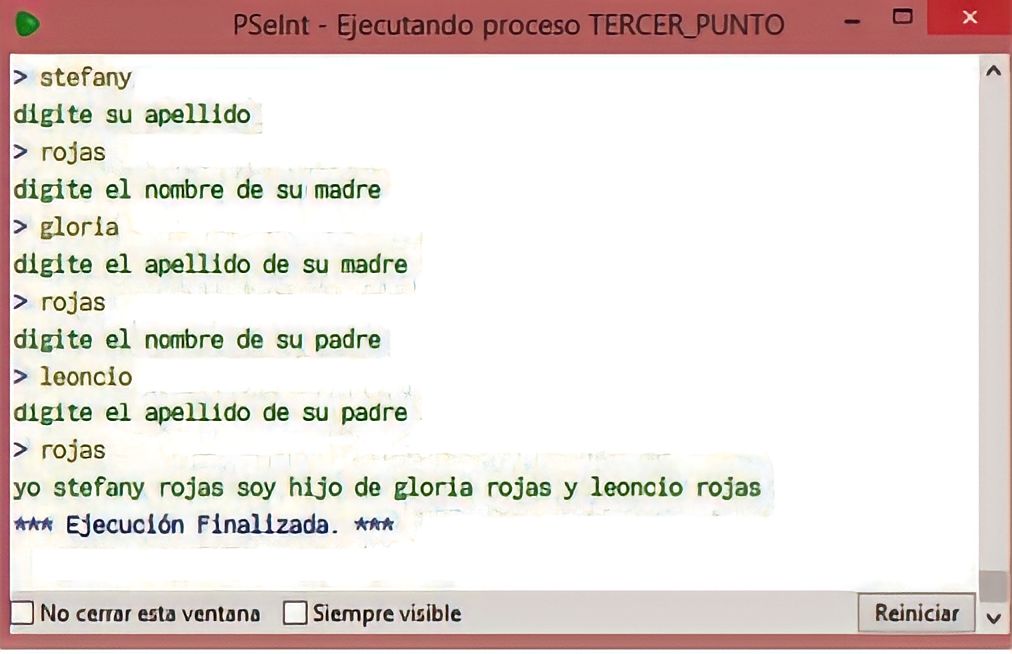 PSeInt - Ejecutando proceso TERCER_PUNTO
> stefany
digite su apellido
> rojas
digite el nombre de su madre
> gloria
digite el apellido de su madre
> rojas
digite el nombre de su padre
> leoncio
digite el apellido de su padre
> rojas
yo stefany rojas soy hijo de gloria rojas y leoncio rojas
*** Ejecución Finalizada. ***
No cerrar esta ventana
Siempre visible
Reiniciar